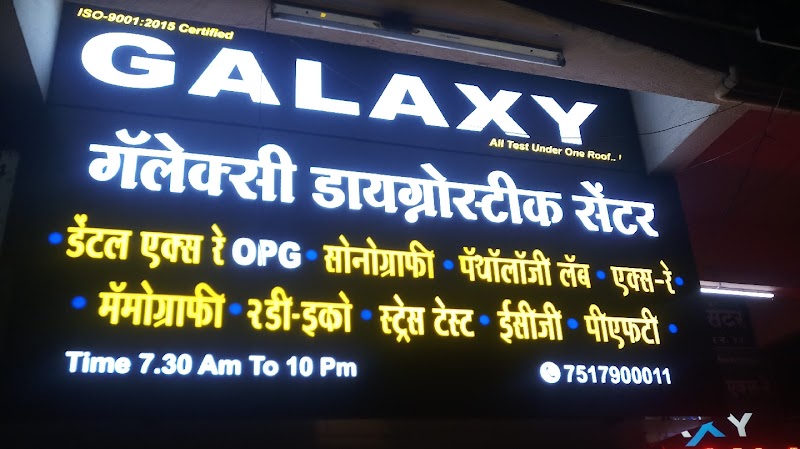 ISO-9001:2015 Certified
GALAXY
All Test Under One Roof.. !
गॅलेक्सी डायग्नोस्टीक सेंटर
• डेंटल एक्स रे OPG • सोनोग्राफी • पॅथॉलॉजी लॅब • एक्स-रे •
• मॅमोग्राफी • २डी-इको • स्ट्रेस टेस्ट • ईसीजी • पीएफटी •
Time 7.30 Am To 10 Pm
7517900011